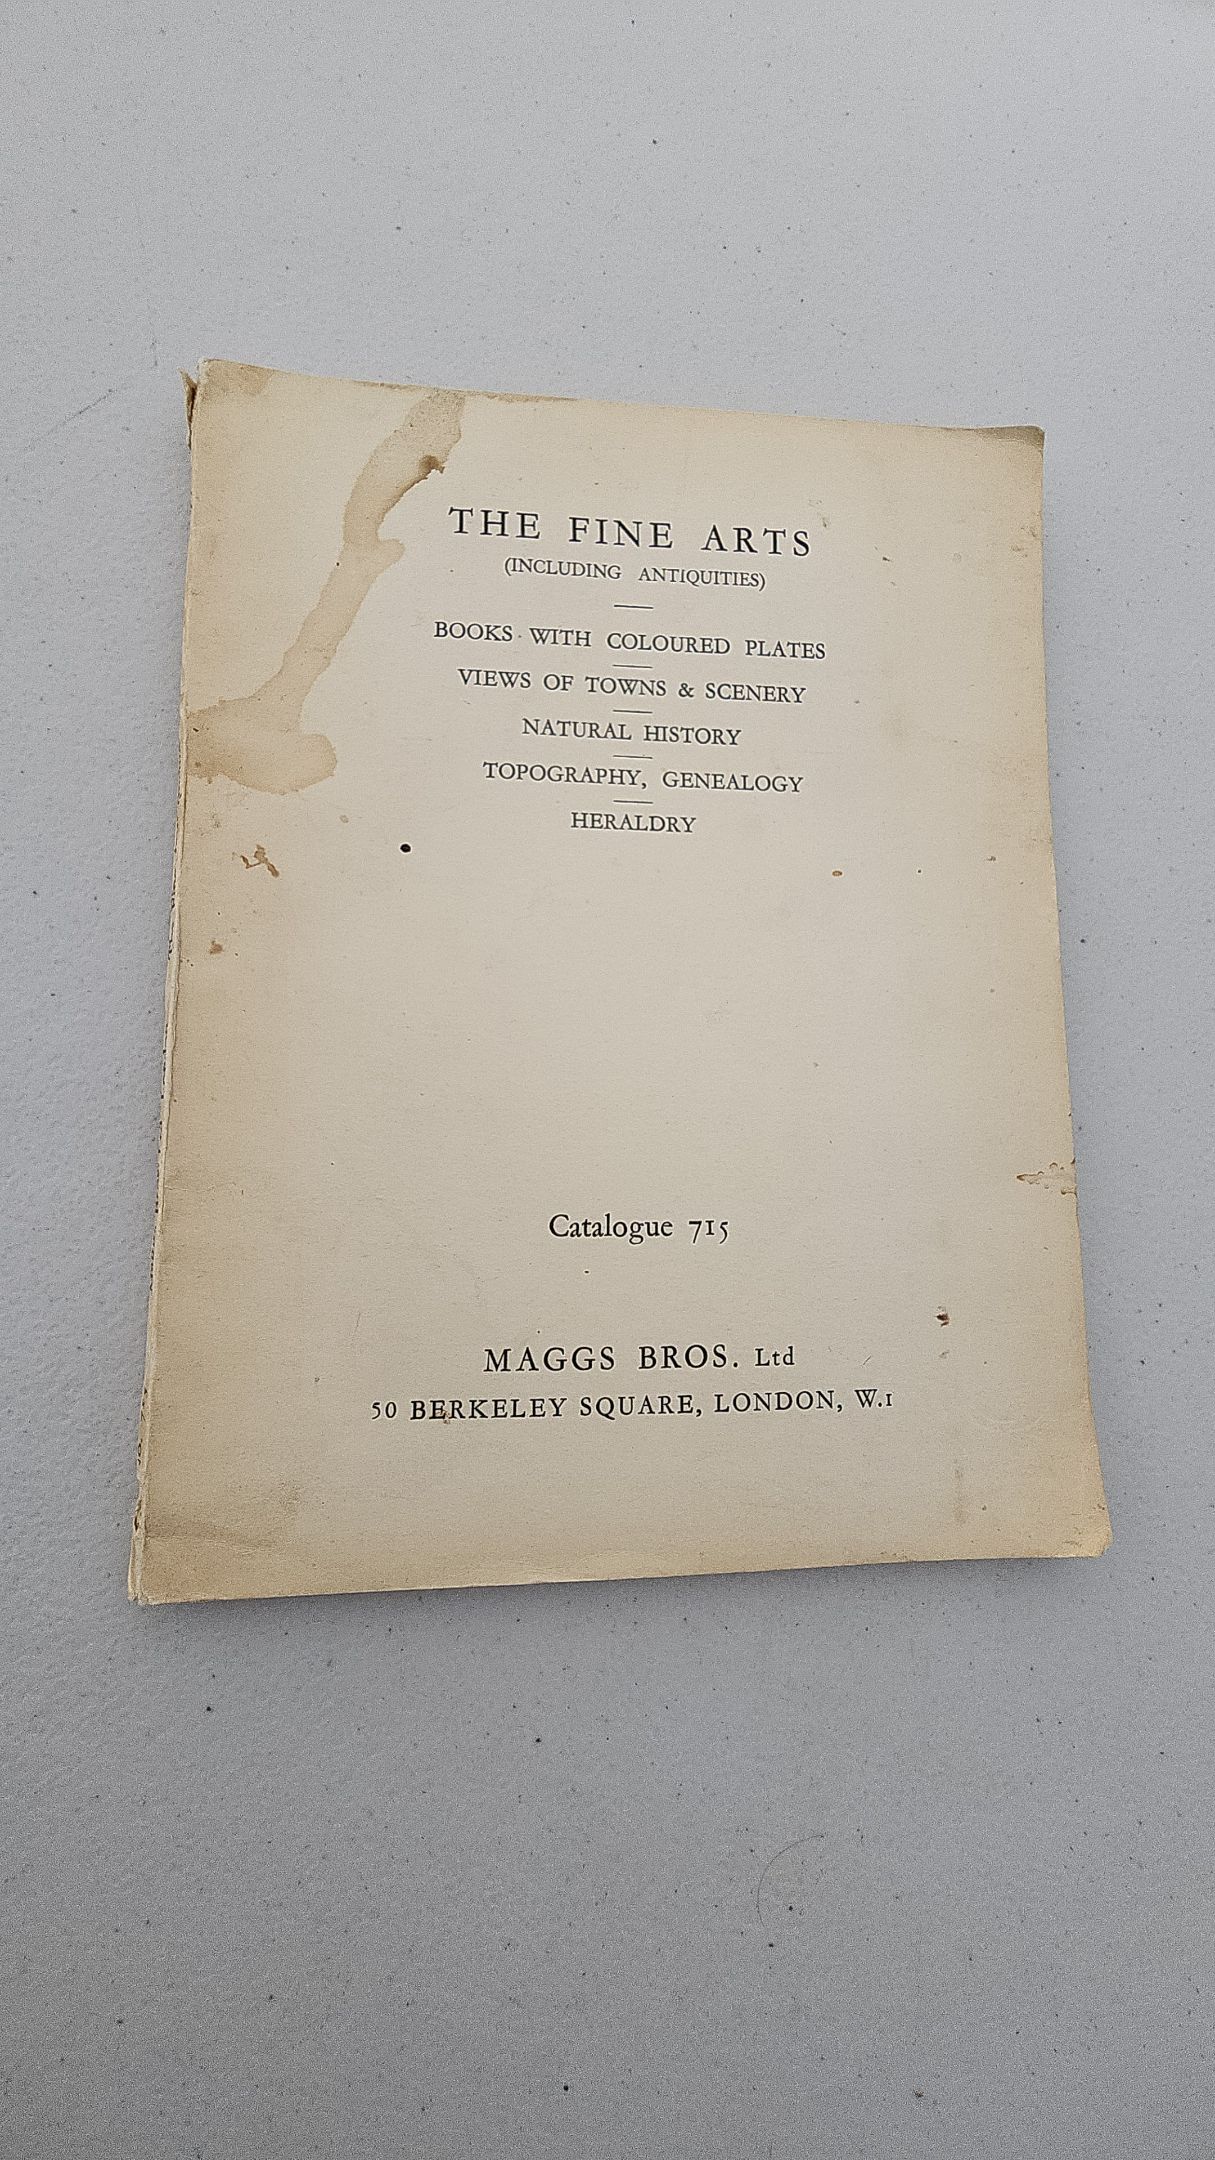 THE FINE ARTS
(INCLUDING ANTIQUITIES)
BOOKS WITH COLOURED PLATES
VIEWS OF TOWNS & SCENERY
NATURAL HISTORY
TOPOGRAPHY, GENEALOGY
HERALDRY
Catalogue 715
MAGGS BROS. Ltd
50 BERKELEY SQUARE, LONDON, W.1